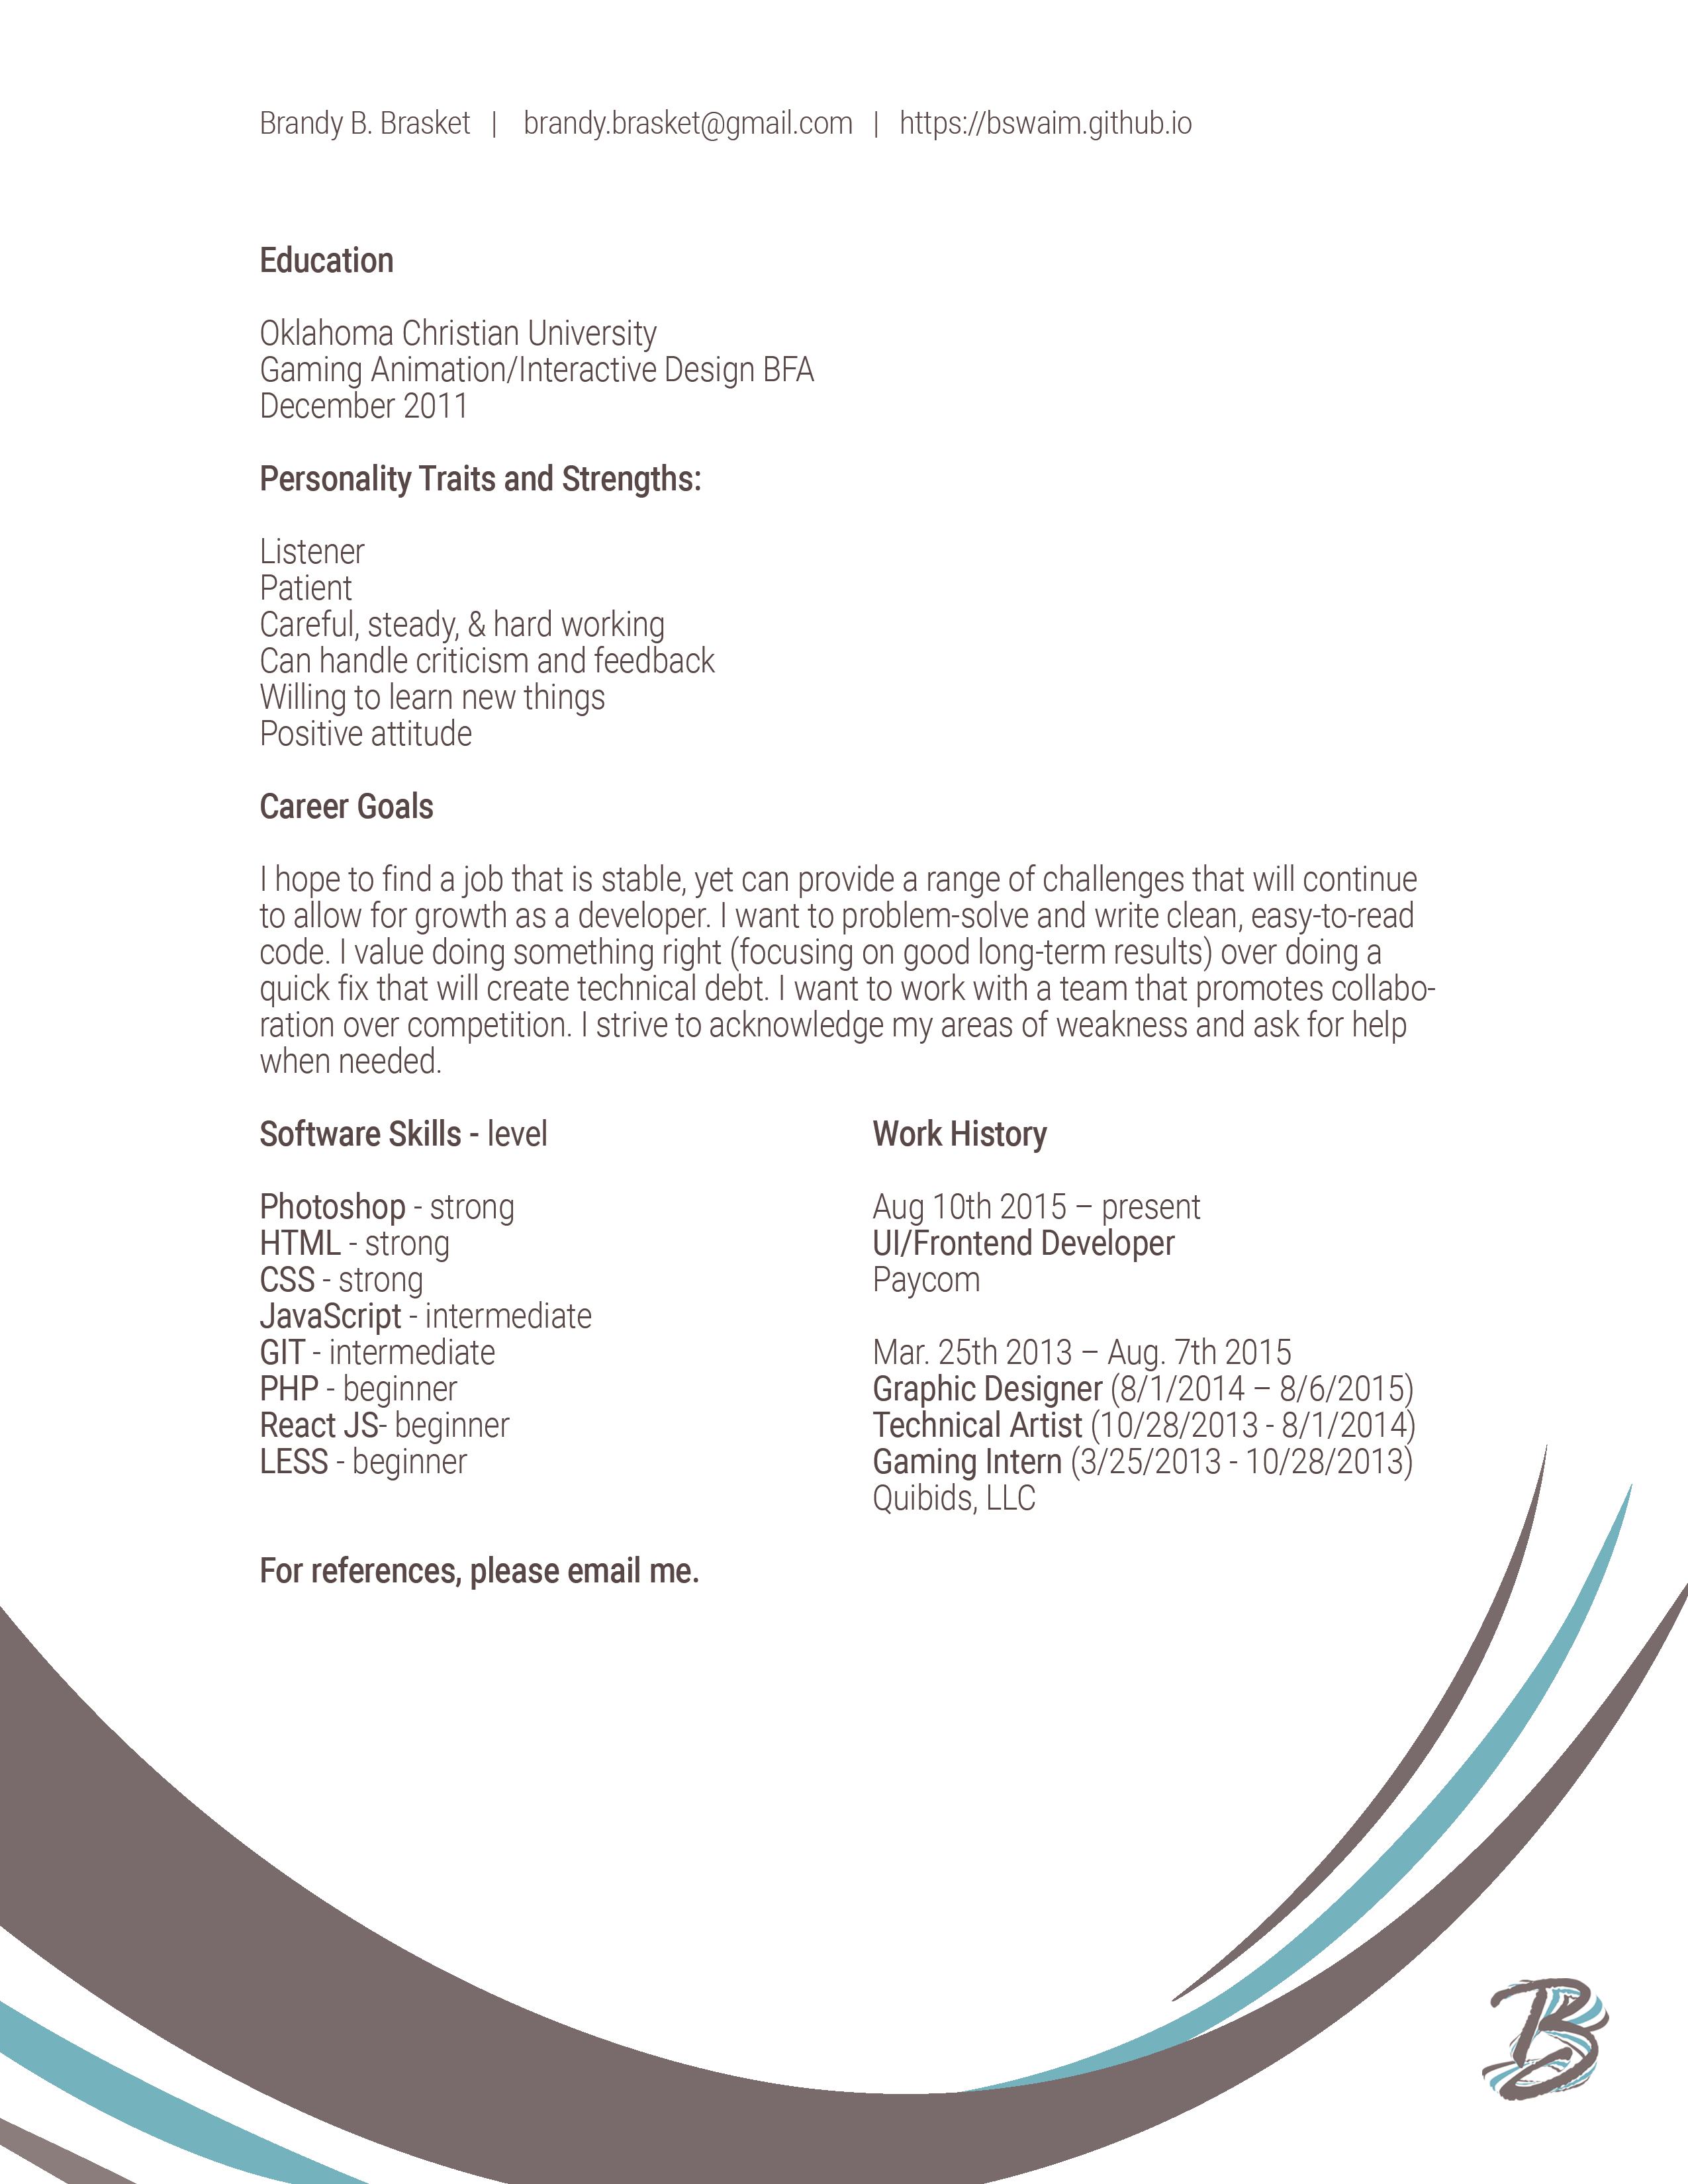 Brandy B. Brasket | brandy.brasket@gmail.com | https://bswaim.github.io
Education
Oklahoma Christian University
Gaming Animation/Interactive Design BFA
December 2011
Personality Traits and Strengths:
Listener
Patient
Careful, steady, & hard working
Can handle criticism and feedback
Willing to learn new things
Positive attitude
Career Goals
I hope to find a job that is stable, yet can provide a range of challenges that will continue
to allow for growth as a developer. I want to problem-solve and write clean, easy-to-read
code. I value doing something right (focusing on good long-term results) over doing a
quick fix that will create technical debt. I want to work with a team that promotes collabo-
ration over competition. I strive to acknowledge my areas of weakness and ask for help
when needed.
Software Skills - level
Photoshop - strong
HTML - strong
CSS - strong
JavaScript - intermediate
GIT - intermediate
PHP - beginner
React JS- beginner
LESS - beginner
Work History
Aug 10th 2015 – present
UI/Frontend Developer
Paycom
Mar. 25th 2013 – Aug. 7th 2015
Graphic Designer (8/1/2014 – 8/6/2015)
Technical Artist (10/28/2013 - 8/1/2014)
Gaming Intern (3/25/2013 - 10/28/2013)
Quibids, LLC
For references, please email me.
B